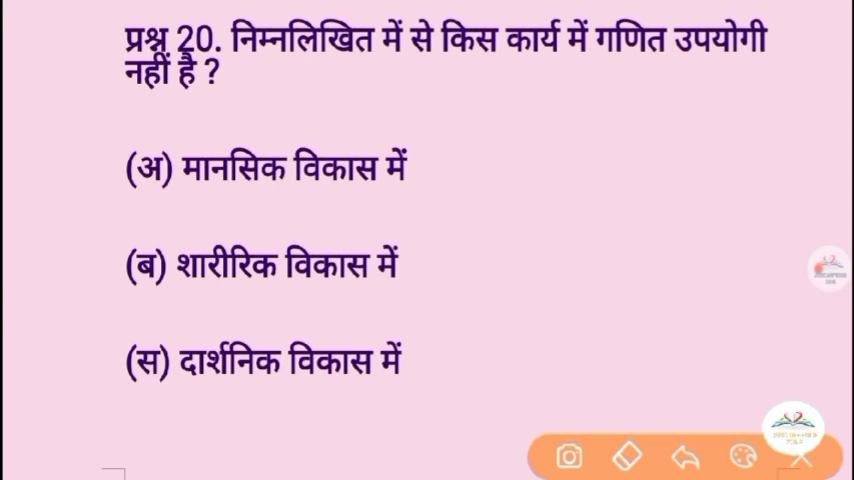 प्रश्न 20. निम्नलिखित में से किस कार्य में गणित उपयोगी
नहीं है ?
(अ) मानसिक विकास में
(ब) शारीरिक विकास में
(स) दार्शनिक विकास में